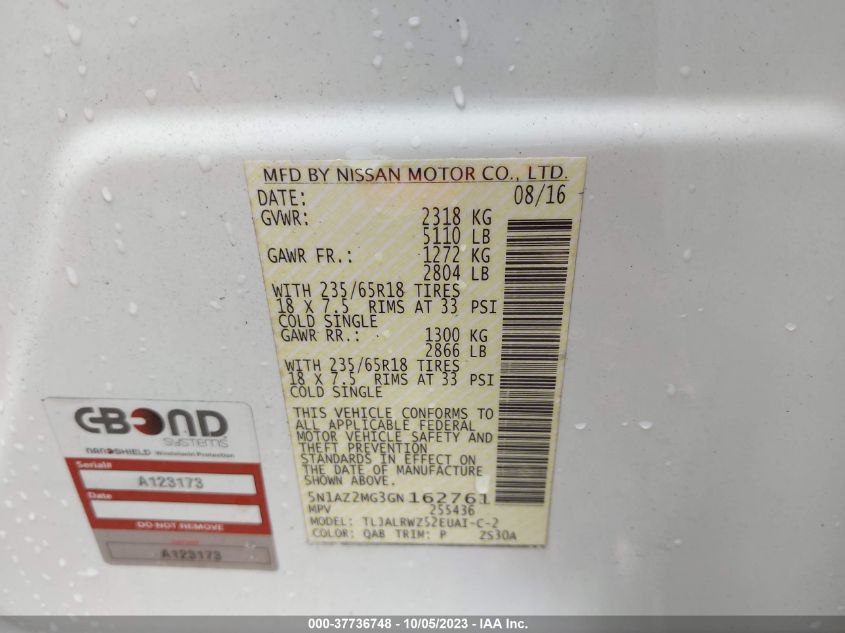 MFD BY NISSAN MOTOR CO., LTD.
DATE: 08/16
GVWR: 2318 KG
5110 LB
GAWR FR.: 1272 KG
2804 LB
WITH 235/65R18 TIRES
18 X 7.5 RIMS AT 33 PSI
COLD SINGLE
GAWR RR.: 1300 KG
2866 LB
WITH 235/65R18 TIRES
18 X 7.5 RIMS AT 33 PSI
COLD SINGLE
THIS VEHICLE CONFORMS TO
ALL APPLICABLE FEDERAL
MOTOR VEHICLE SAFETY AND
THEFT PREVENTION
STANDARDS IN EFFECT ON
THE DATE OF MANUFACTURE
SHOWN ABOVE.
5N1AZ2MG3GN162761
MPV 255436
MODEL: TLJALRWZ52EUAI-C-2
COLOR: QAB TRIM: P 2S30A
G-BOND
SYSTEMS
NANOSHIELD Windshield Protection
Serial#
A123173
Date:
DO NOT REMOVE
A123173
000-37736748 - 10/05/2023 - IAA Inc.